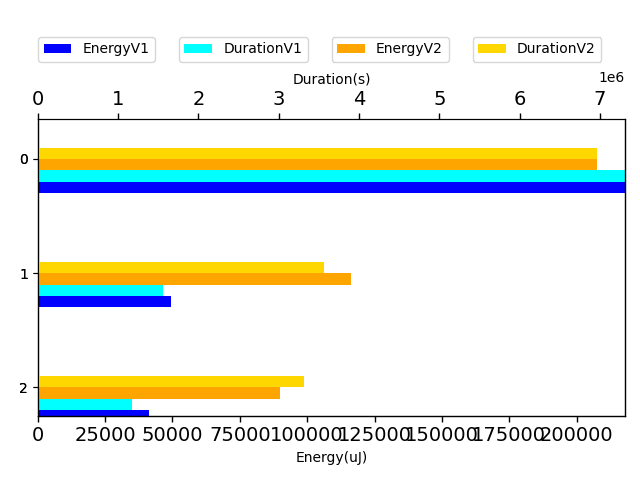 EnergyV1 DurationV1 EnergyV2 DurationV2
Duration(s)
1e6
0 1 2 3 4 5 6 7
0
1
2
0 25000 50000 75000 100000 125000 150000 175000 200000
Energy(uJ)